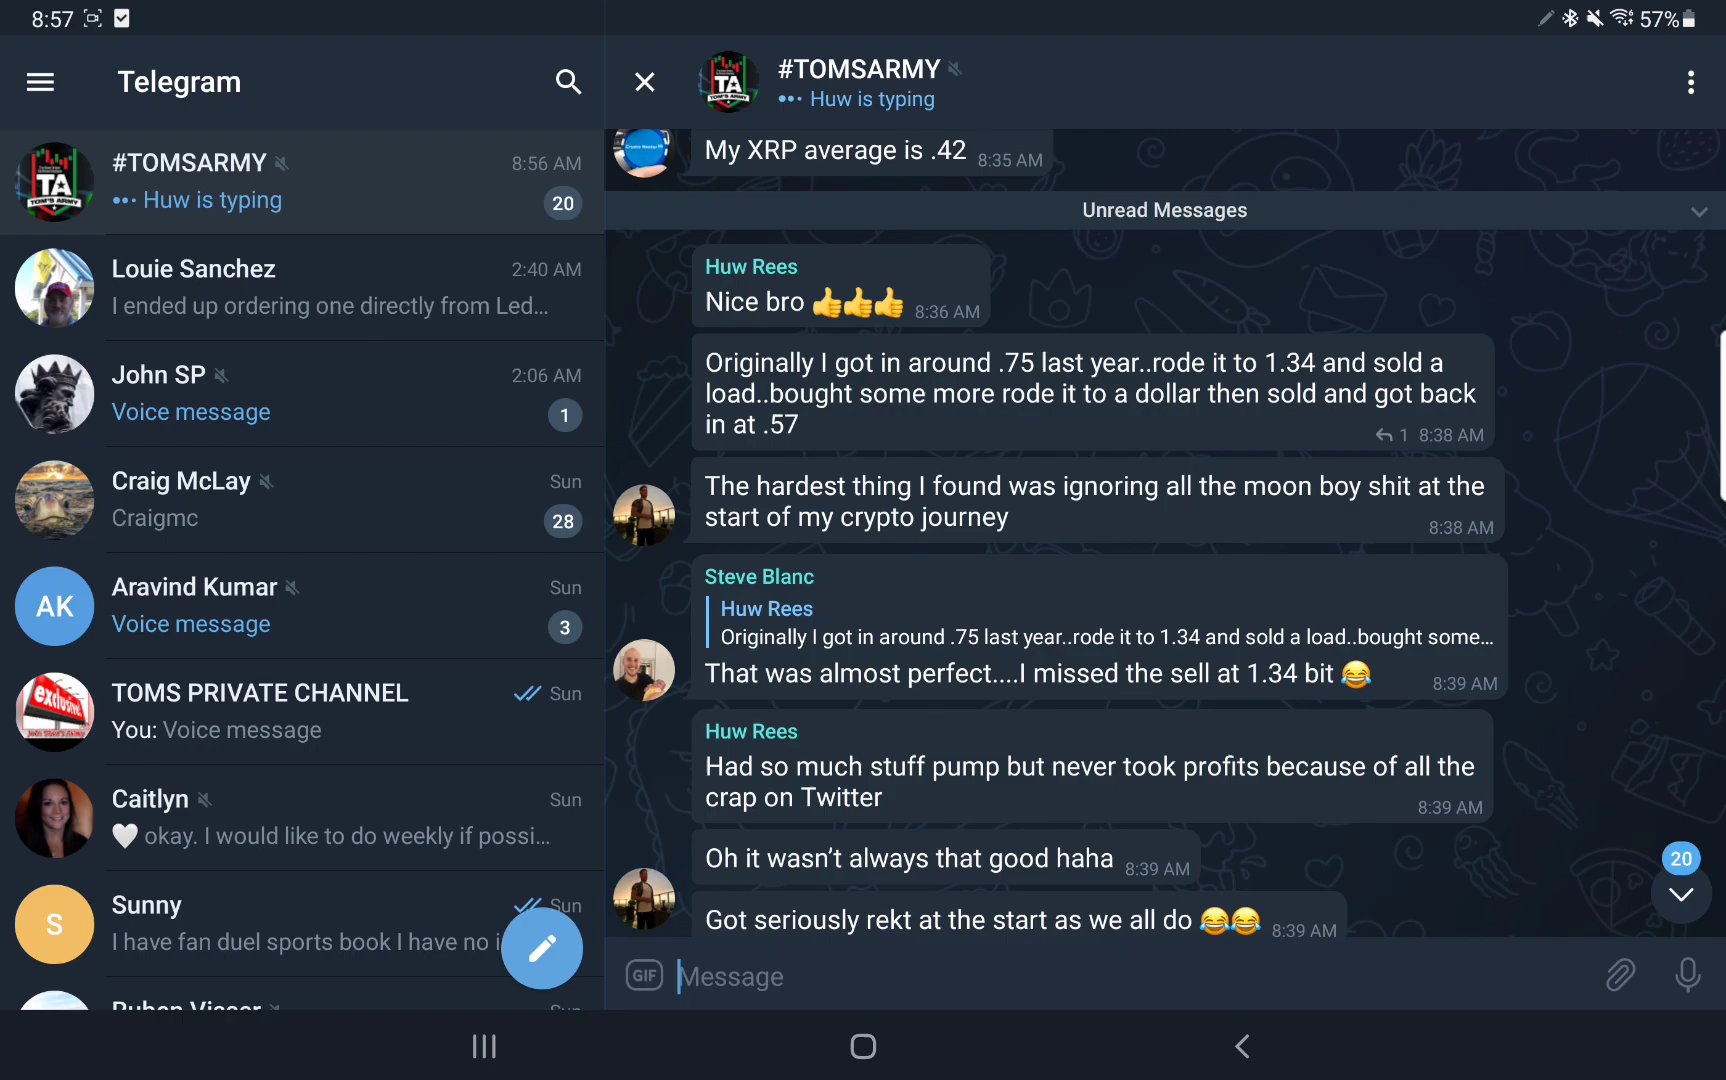 8:57
57%
Telegram
#TOMSARMY
8:56 AM
Huw is typing
20
Louie Sanchez
2:40 AM
I ended up ordering one directly from Led...
John SP
2:06 AM
Voice message
1
Craig McLay
Sun
Craigmc
28
AK
Aravind Kumar
Sun
Voice message
3
exclusive
TOMS PRIVATE CHANNEL
Sun
You: Voice message
Caitlyn
Sun
🤍 okay. I would like to do weekly if possi...
S
Sunny
Sun
I have fan duel sports book I have no i
TA
TOM'S ARMY
#TOMSARMY
Huw is typing
My XRP average is .42
8:35 AM
Unread Messages
Huw Rees
Nice bro 👍👍👍
8:36 AM
Originally I got in around .75 last year..rode it to 1.34 and sold a
load..bought some more rode it to a dollar then sold and got back
in at .57
1 8:38 AM
The hardest thing I found was ignoring all the moon boy shit at the
start of my crypto journey
8:38 AM
Steve Blanc
Huw Rees
Originally I got in around .75 last year..rode it to 1.34 and sold a load..bought some...
That was almost perfect....I missed the sell at 1.34 bit 😂
8:39 AM
Huw Rees
Had so much stuff pump but never took profits because of all the
crap on Twitter
8:39 AM
Oh it wasn't always that good haha
8:39 AM
Got seriously rekt at the start as we all do 😂😂
8:39 AM
20
GIF
Message